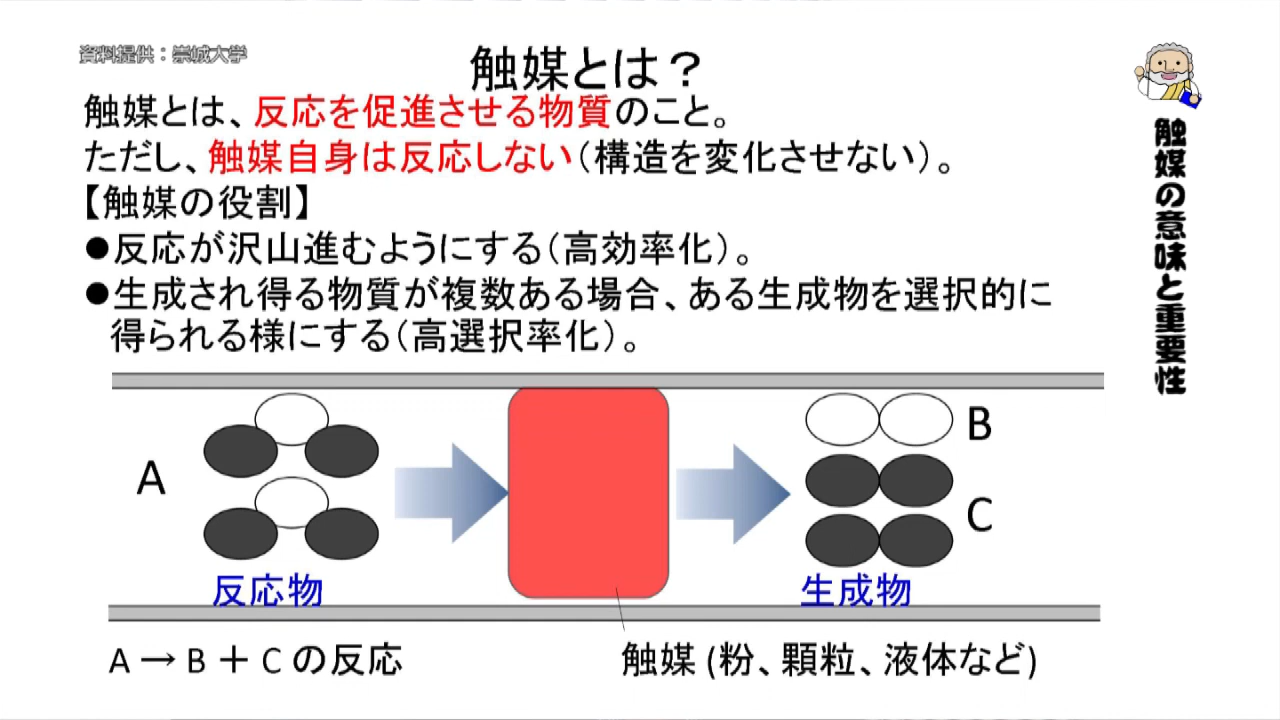 資料提供：崇城大学
触媒とは？
触媒とは、反応を促進させる物質のこと。
ただし、触媒自身は反応しない（構造を変化させない）。
【触媒の役割】
●反応が沢山進むようにする（高効率化）。
●生成され得る物質が複数ある場合、ある生成物を選択的に
得られる様にする（高選択率化）。
触媒の意味と重要性
A
B
C
反応物
生成物
A → B ＋ C の反応
触媒 (粉、顆粒、液体など)